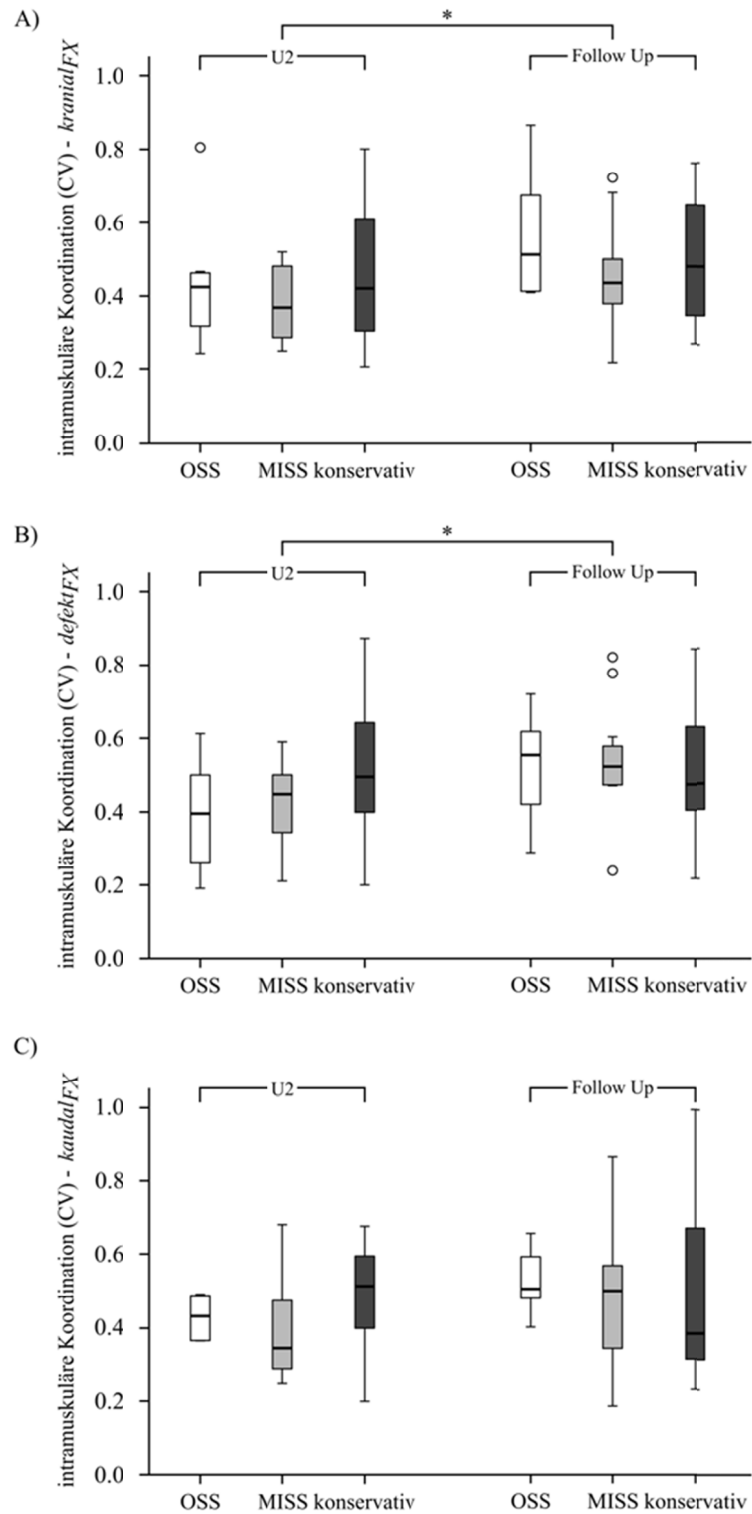 A)
*
U2
Follow Up
intramuskuläre Koordination (CV) - kranialFX
1.0
0.8
0.6
0.4
0.2
0.0
OSS MISS konservativ OSS MISS konservativ
B)
*
U2
Follow Up
intramuskuläre Koordination (CV) - defektFX
1.0
0.8
0.6
0.4
0.2
0.0
OSS MISS konservativ OSS MISS konservativ
C)
U2
Follow Up
intramuskuläre Koordination (CV) - kaudalFX
1.0
0.8
0.6
0.4
0.2
0.0
OSS MISS konservativ OSS MISS konservativ